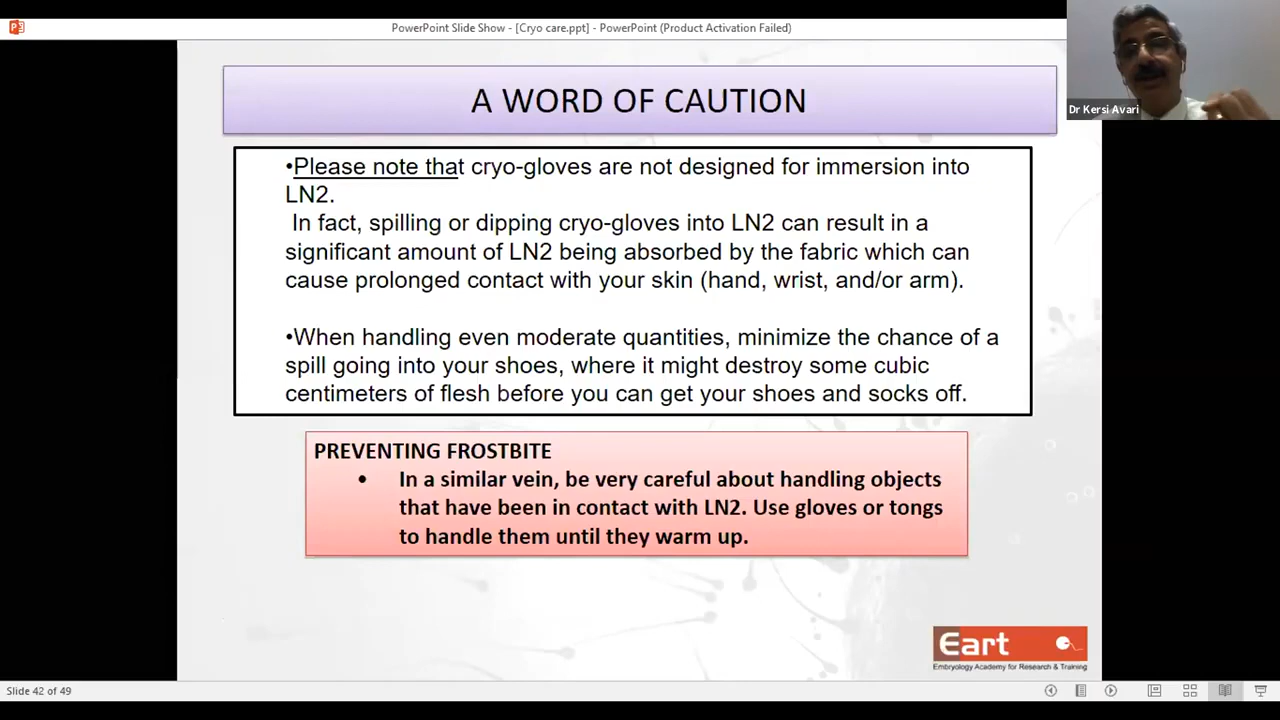 PowerPoint Slide Show - [Cryo care.ppt] - PowerPoint (Product Activation Failed)
Dr Kersi Avari
A WORD OF CAUTION
•Please note that cryo-gloves are not designed for immersion into
LN2.
In fact, spilling or dipping cryo-gloves into LN2 can result in a
significant amount of LN2 being absorbed by the fabric which can
cause prolonged contact with your skin (hand, wrist, and/or arm).
•When handling even moderate quantities, minimize the chance of a
spill going into your shoes, where it might destroy some cubic
centimeters of flesh before you can get your shoes and socks off.
PREVENTING FROSTBITE
• In a similar vein, be very careful about handling objects
that have been in contact with LN2. Use gloves or tongs
to handle them until they warm up.
Eart
Embryology Academy for Research & Training
Slide 42 of 49